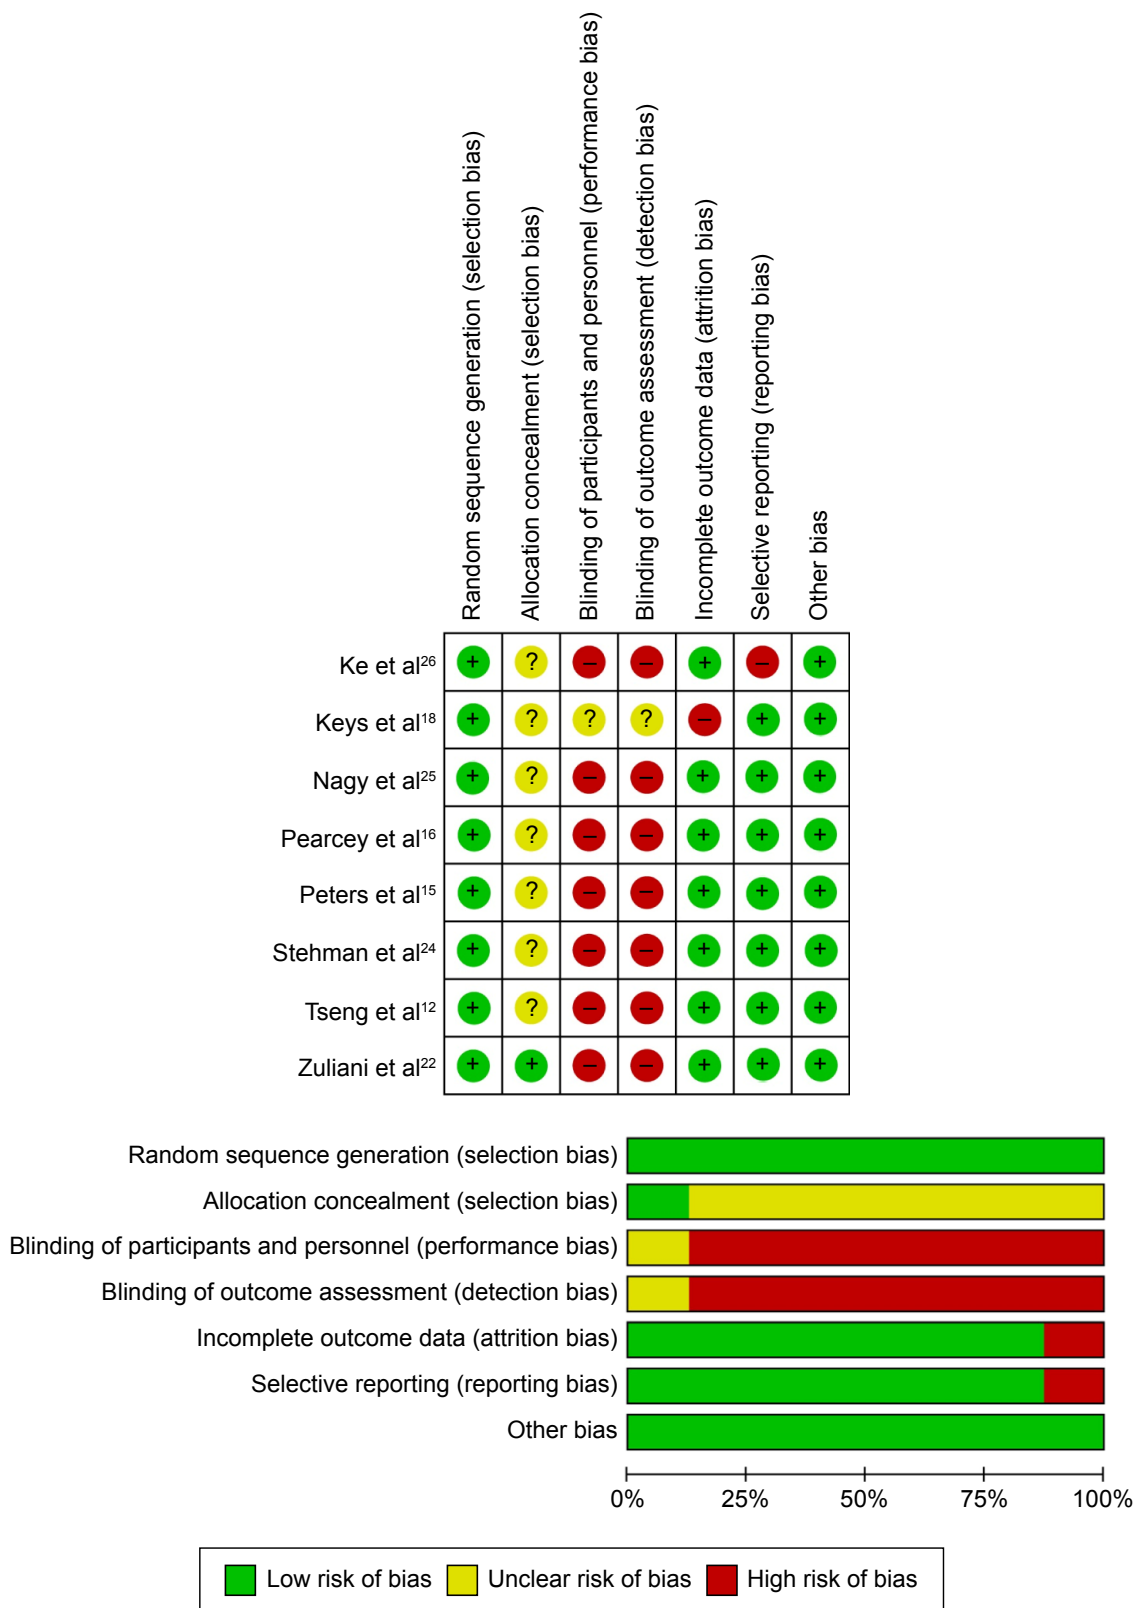 Random sequence generation (selection bias)
Allocation concealment (selection bias)
Blinding of participants and personnel (performance bias)
Blinding of outcome assessment (detection bias)
Incomplete outcome data (attrition bias)
Selective reporting (reporting bias)
Other bias
Ke et al²⁶ + ? – – + – +
Keys et al¹⁸ + ? ? ? – + +
Nagy et al²⁵ + ? – – + + +
Pearcey et al¹⁶ + ? – – + + +
Peters et al¹⁵ + ? – – + + +
Stehman et al²⁴ + ? – – + + +
Tseng et al¹² + ? – – + + +
Zuliani et al²² + + – – + + +
Random sequence generation (selection bias)
Allocation concealment (selection bias)
Blinding of participants and personnel (performance bias)
Blinding of outcome assessment (detection bias)
Incomplete outcome data (attrition bias)
Selective reporting (reporting bias)
Other bias
0% 25% 50% 75% 100%
Low risk of bias Unclear risk of bias High risk of bias